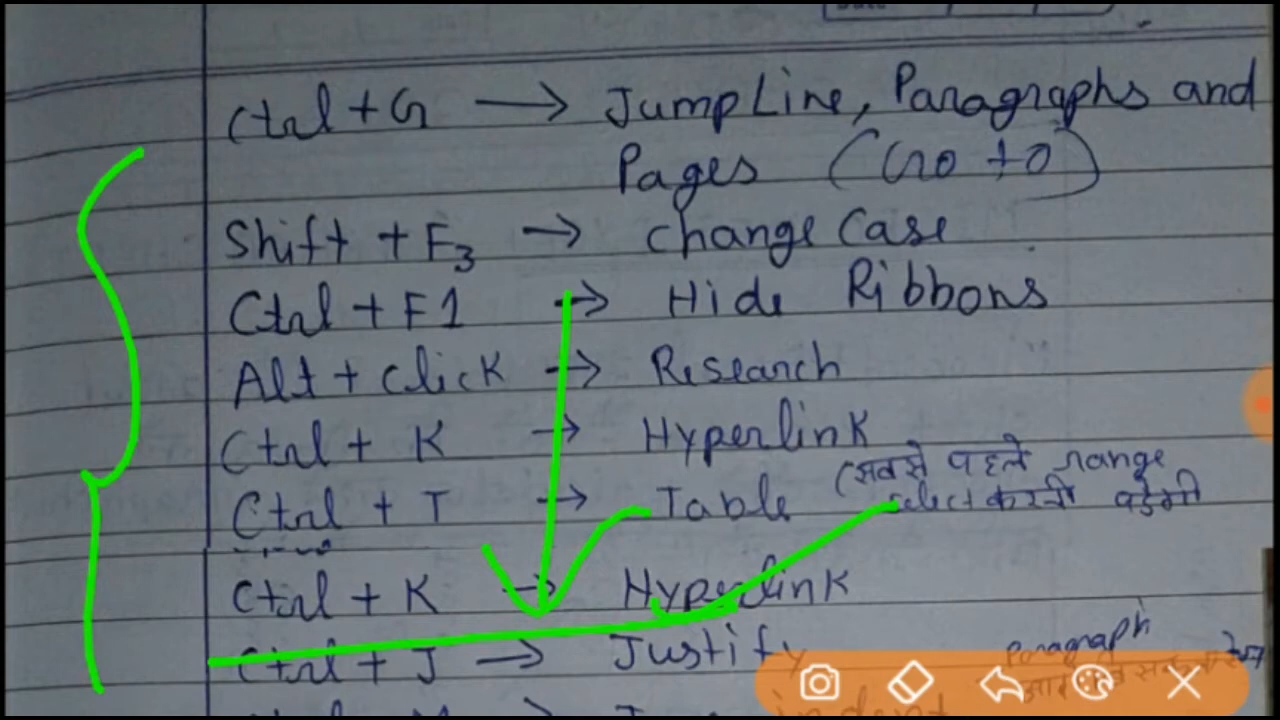 Ctrl + G → Jump Line, Paragraphs and
Pages (Go to)
Shift + F3 → change Case
Ctrl + F1 → Hide Ribbons
Alt + click → Research
Ctrl + K → Hyperlink
Ctrl + T → Table (सबसे पहले range
select करनी पड़ेगी
Ctrl + K → Hyperlink
Ctrl + J → Justify
Paragraph